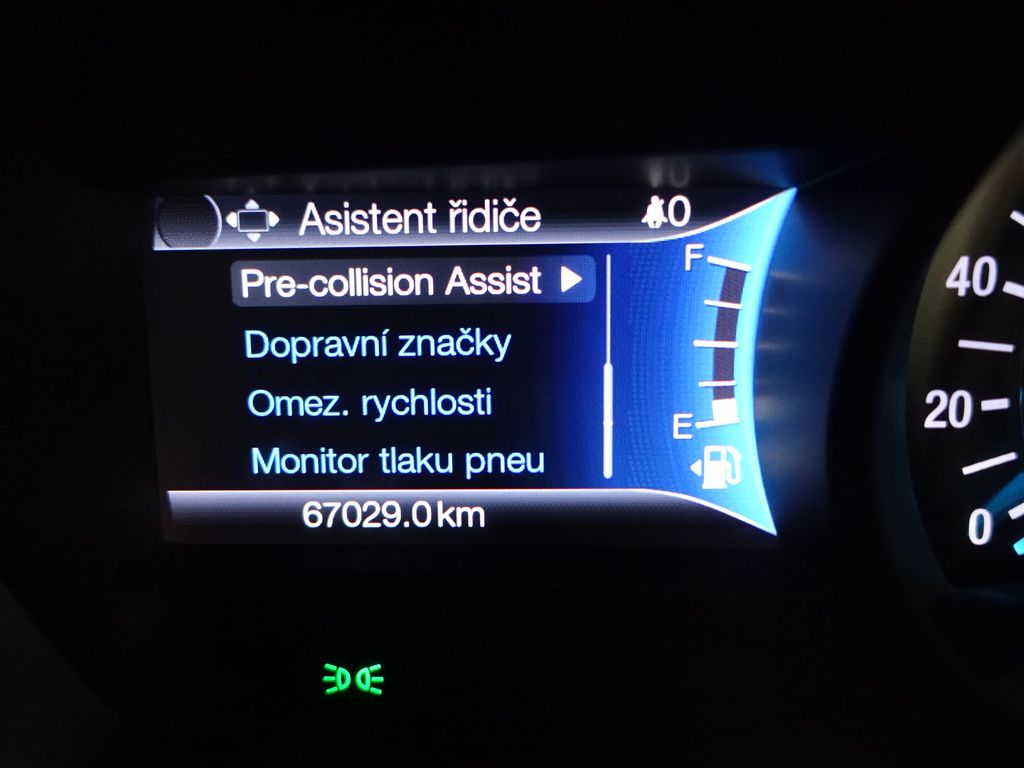 Asistent řidiče 0
Pre-collision Assist
Dopravní značky
Omez. rychlosti
Monitor tlaku pneu
67029.0 km
F
E
40
20
0